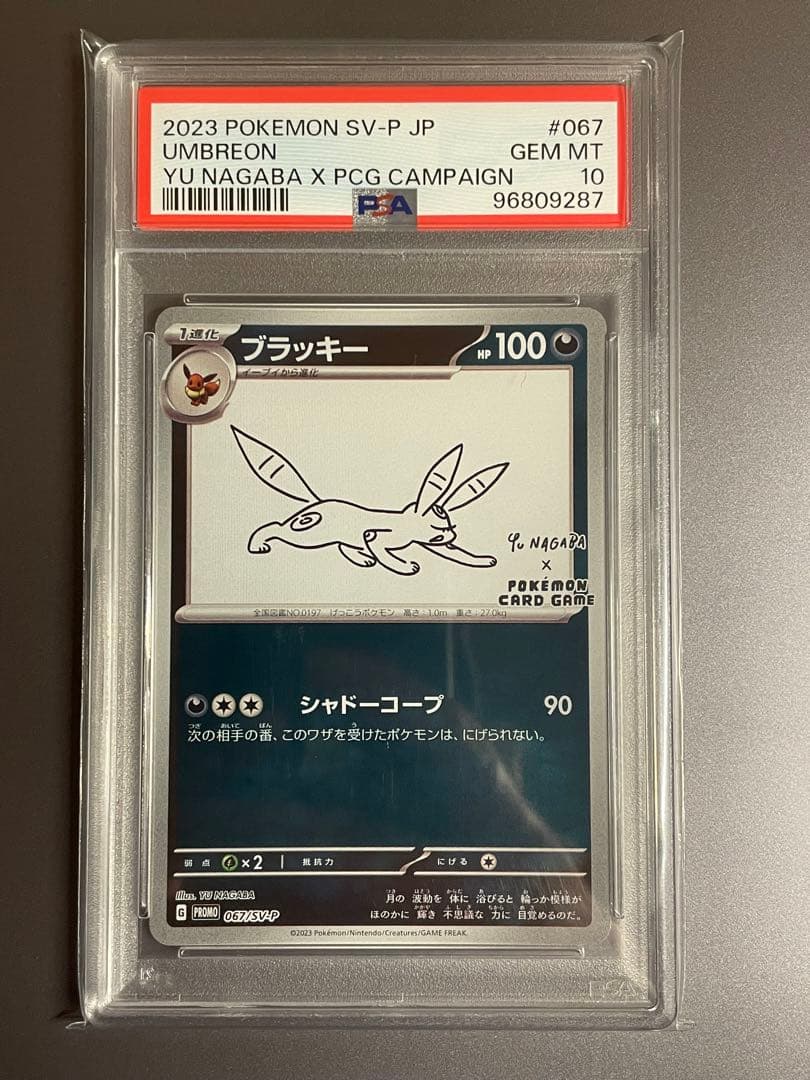 2023 POKEMON SV-P JP #067
UMBREON GEM MT
YU NAGABA X PCG CAMPAIGN 10
PSA 96809287
1進化 ブラッキー HP 100
イーブイから進化
YU NAGABA
X
POKÉMON
CARD GAME
全国図鑑NO.0197 げっこうポケモン 高さ:1.0m 重さ:27.0kg
シャドーコープ 90
次の相手の番、このワザを受けたポケモンは、にげられない。
弱点 ×2 抵抗力 にげる
illus. YU NAGABA
月の波動を体に浴びると輪っか模様が
ほのかに輝き不思議な力に目覚めるのだ。
G PROMO 067/SV-P
©2023 Pokémon/Nintendo/Creatures/GAME FREAK.